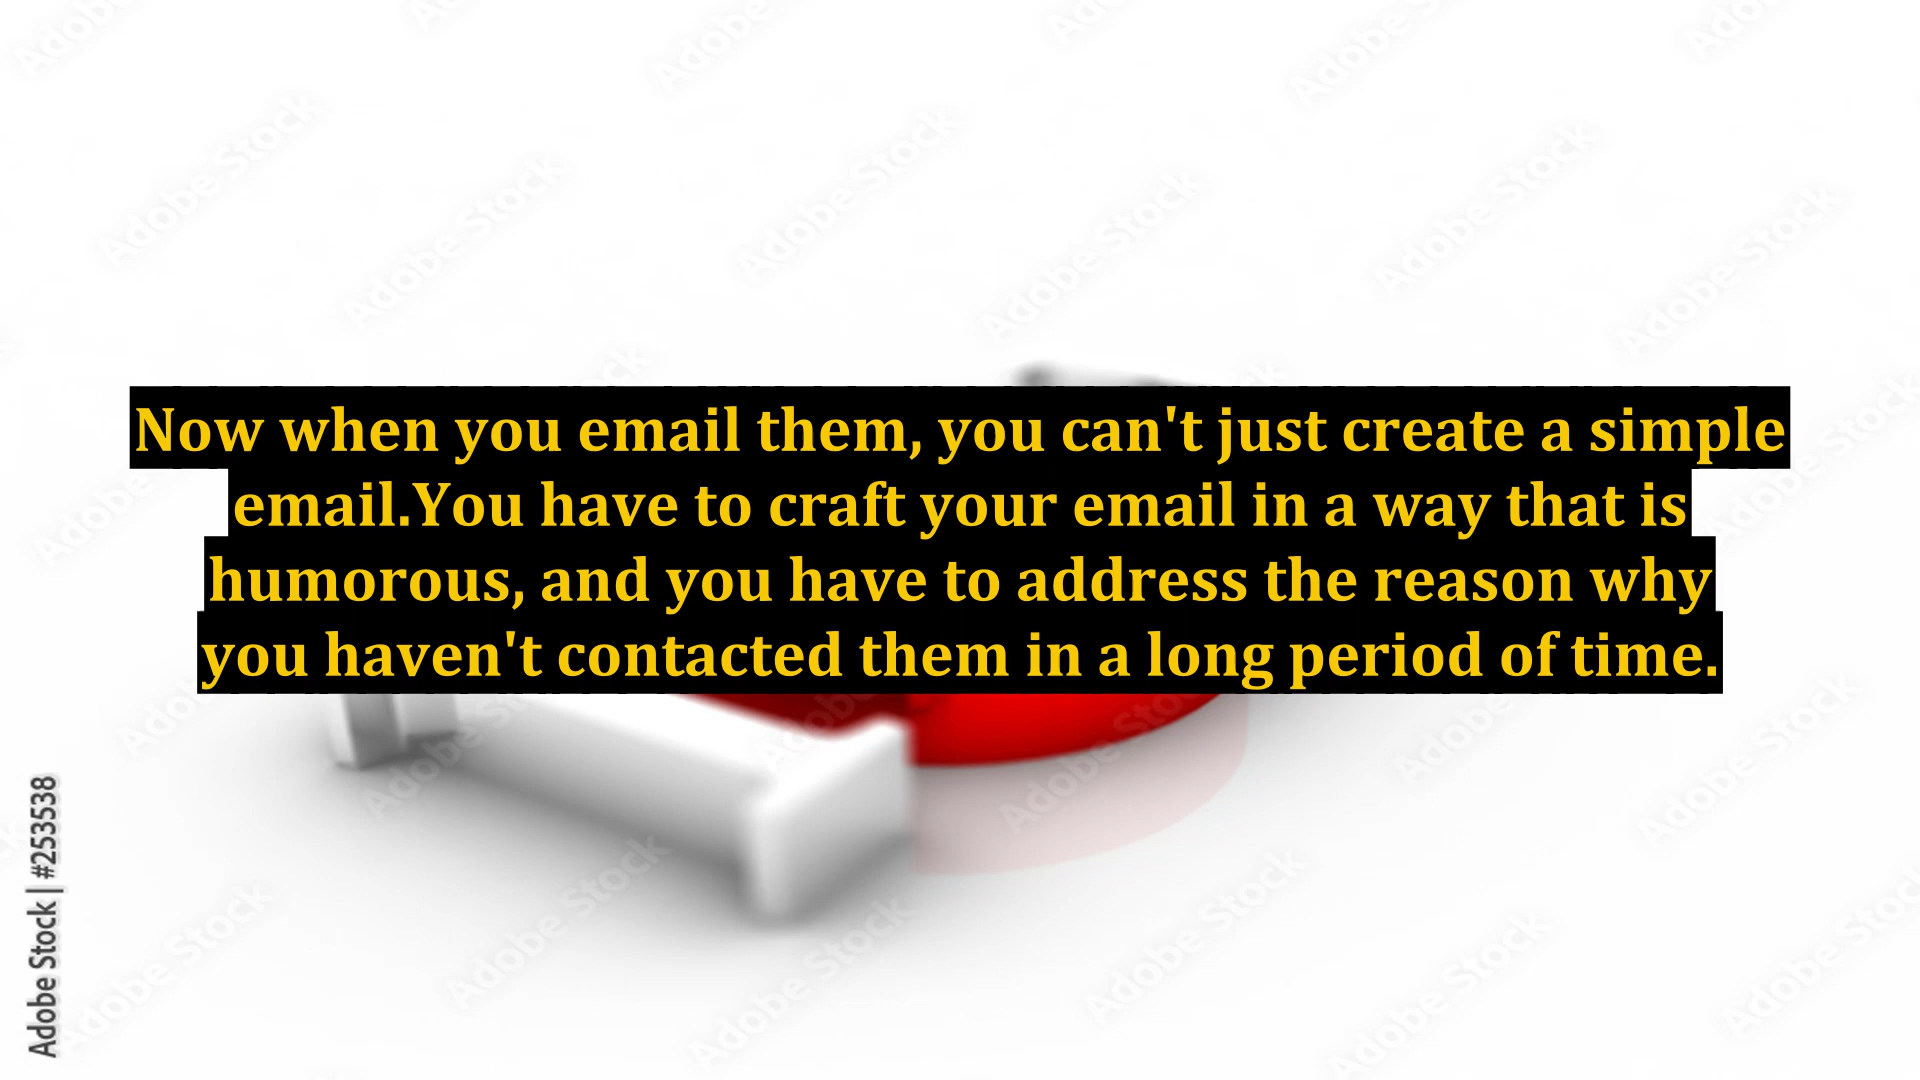 Now when you email them, you can't just create a simple
email.You have to craft your email in a way that is
humorous, and you have to address the reason why
you haven't contacted them in a long period of time.
Adobe Stock | #253538
Adobe Stock